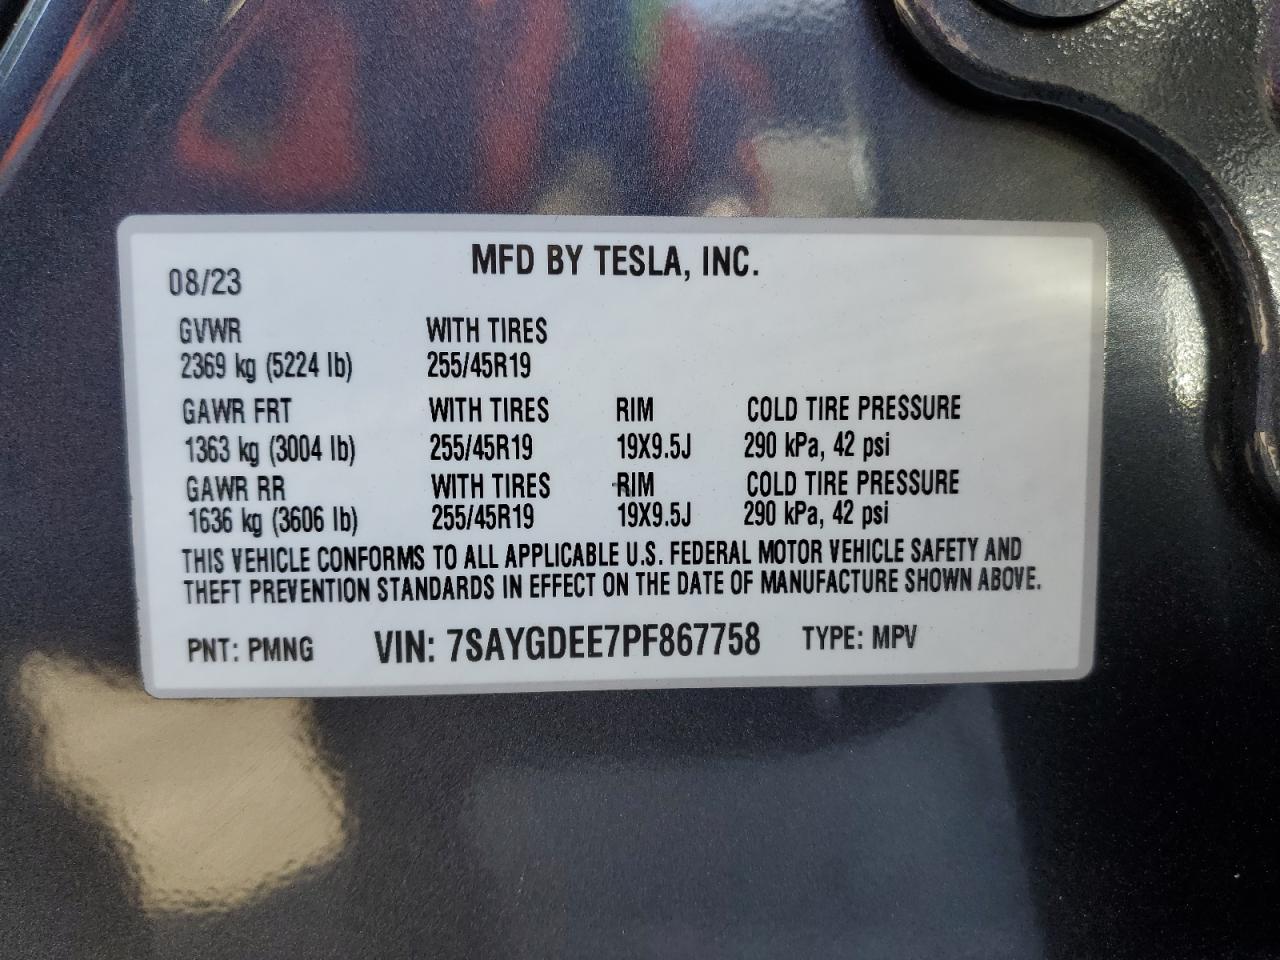 MFD BY TESLA, INC.
08/23
GVWR WITH TIRES
2369 kg (5224 lb) 255/45R19
GAWR FRT WITH TIRES RIM COLD TIRE PRESSURE
1363 kg (3004 lb) 255/45R19 19X9.5J 290 kPa, 42 psi
GAWR RR WITH TIRES RIM COLD TIRE PRESSURE
1636 kg (3606 lb) 255/45R19 19X9.5J 290 kPa, 42 psi
THIS VEHICLE CONFORMS TO ALL APPLICABLE U.S. FEDERAL MOTOR VEHICLE SAFETY AND
THEFT PREVENTION STANDARDS IN EFFECT ON THE DATE OF MANUFACTURE SHOWN ABOVE.
PNT: PMNG VIN: 7SAYGDEE7PF867758 TYPE: MPV